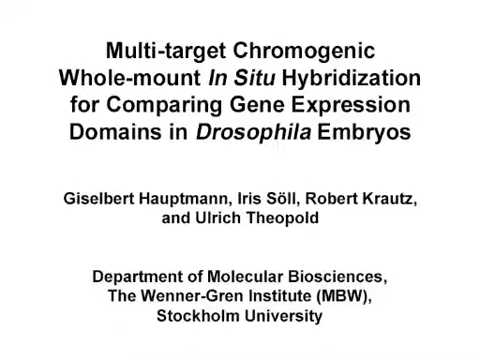 Multi-target Chromogenic
Whole-mount In Situ Hybridization
for Comparing Gene Expression
Domains in Drosophila Embryos
Giselbert Hauptmann, Iris Söll, Robert Krautz,
and Ulrich Theopold
Department of Molecular Biosciences,
The Wenner-Gren Institute (MBW),
Stockholm University